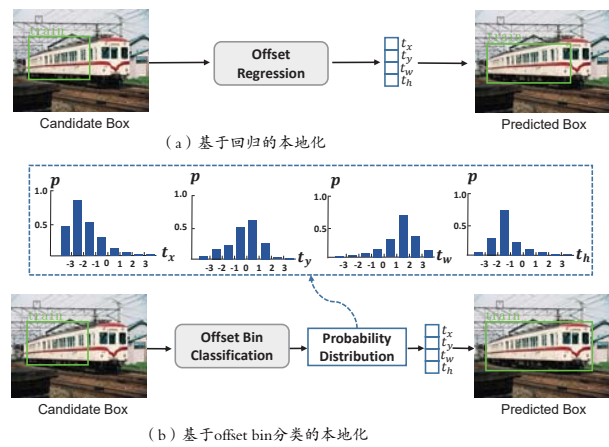 train
train
Offset
Regression
t_x
t_y
t_w
t_h
Candidate Box
Predicted Box
（a）基于回归的本地化
p
1.0
0.5
-3 -2 -1 0 1 2 3
t_x
p
1.0
0.5
-3 -2 -1 0 1 2 3
t_y
p
1.0
0.5
-3 -2 -1 0 1 2 3
t_w
p
1.0
0.5
-3 -2 -1 0 1 2 3
t_h
train
train
Offset Bin
Classification
Probability
Distribution
t_x
t_y
t_w
t_h
Candidate Box
Predicted Box
（b）基于offset bin分类的本地化